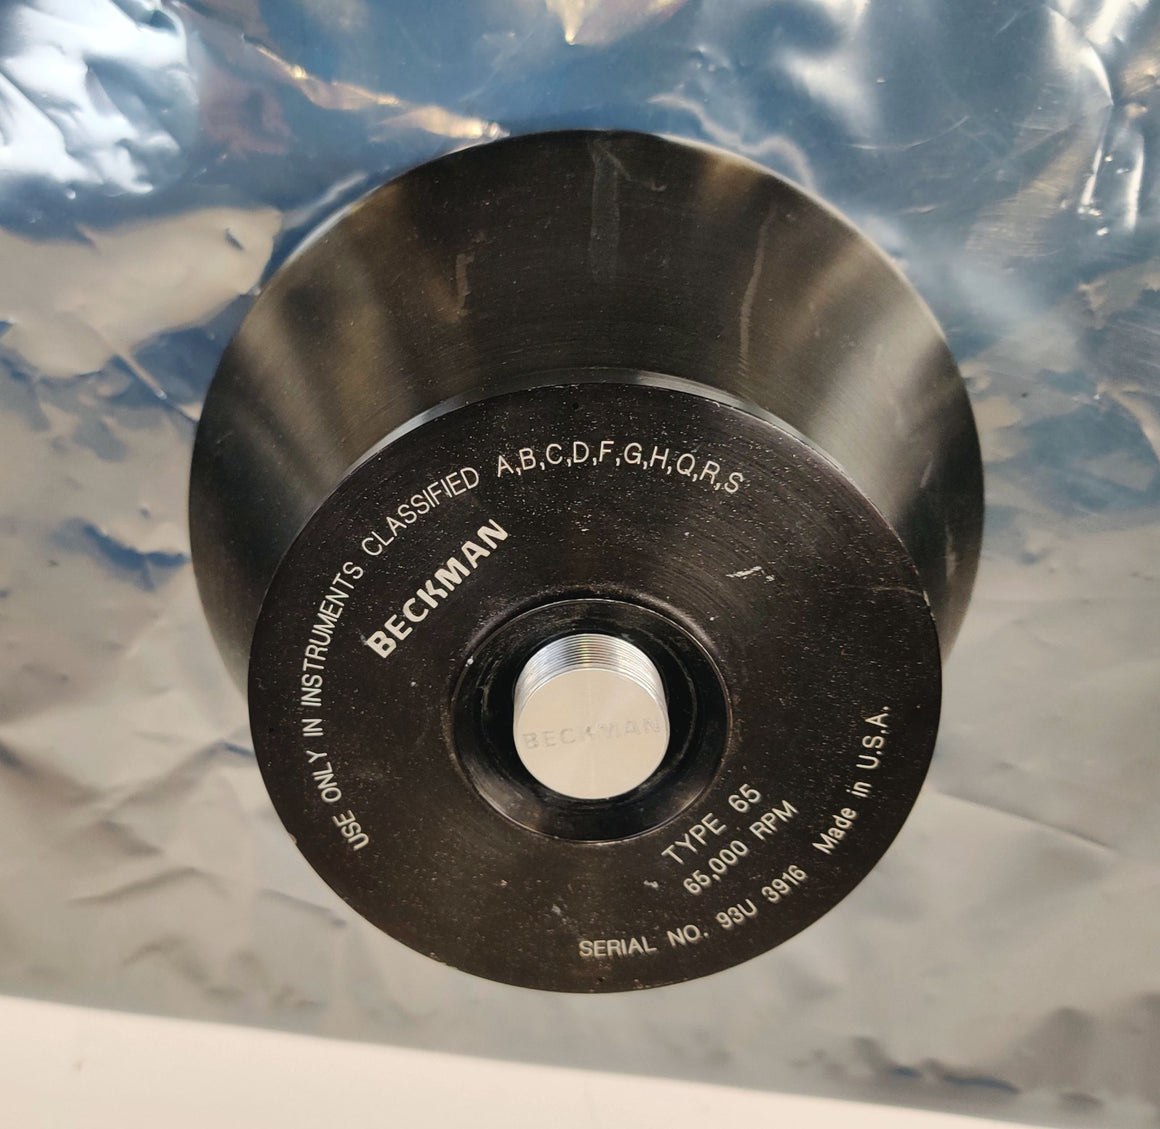 USE ONLY IN INSTRUMENTS CLASSIFIED A,B,C,D,F,G,H,Q,R,S
BECKMAN
BECKMAN
TYPE 65
65,000 RPM
SERIAL NO. 93U 3916 Made in U.S.A.